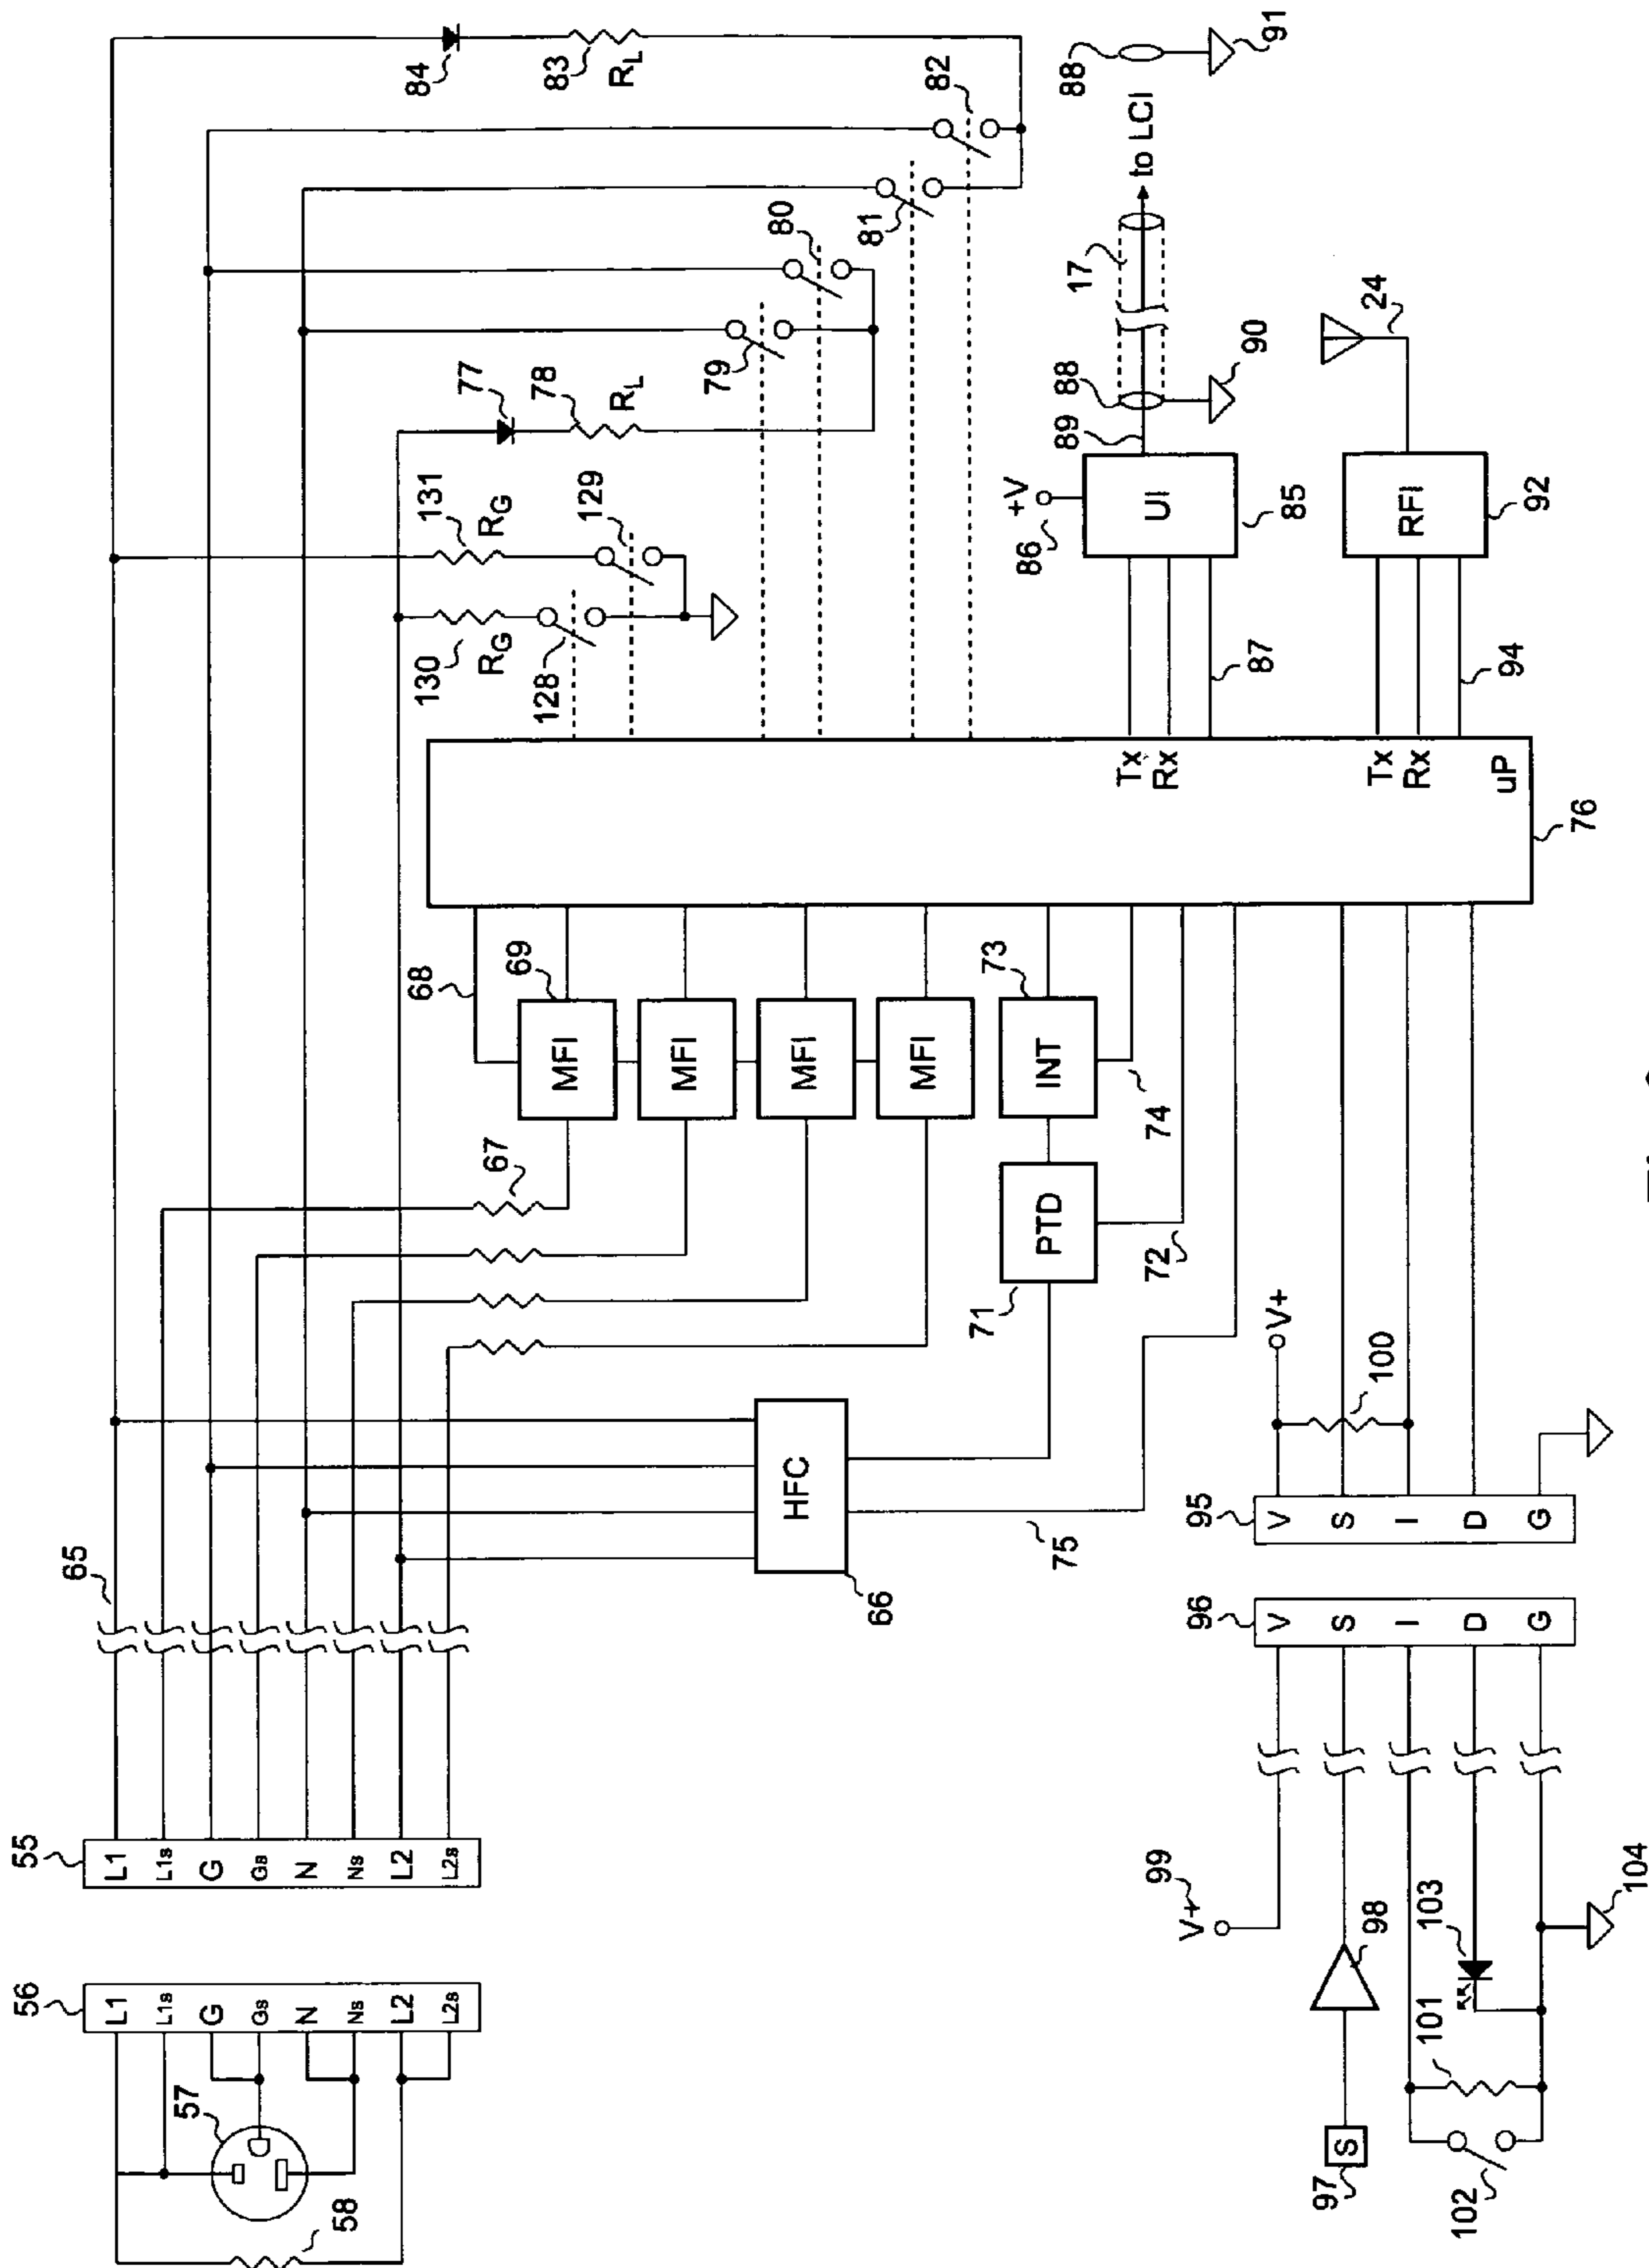 56
L1
L1s
G
Gs
N
Ns
L2
L2s
57
58
55
L1
L1s
G
Gs
N
Ns
L2
L2s
65
66
HFC
75
67
68
69
MFI
MFI
MFI
MFI
71
PTD
72
73
INT
74
76
uP
Tx
Rx
Tx
Rx
130
RG
131
RG
128
129
77
78
RL
79
80
81
82
84
83
RL
+V
86
UI
85
87
89
88
90
17
to LCI
88
91
RFI
92
94
24
V+
99
97
S
98
102
101
103
104
96
V
S
I
D
G
95
V
S
I
D
G
V+
100